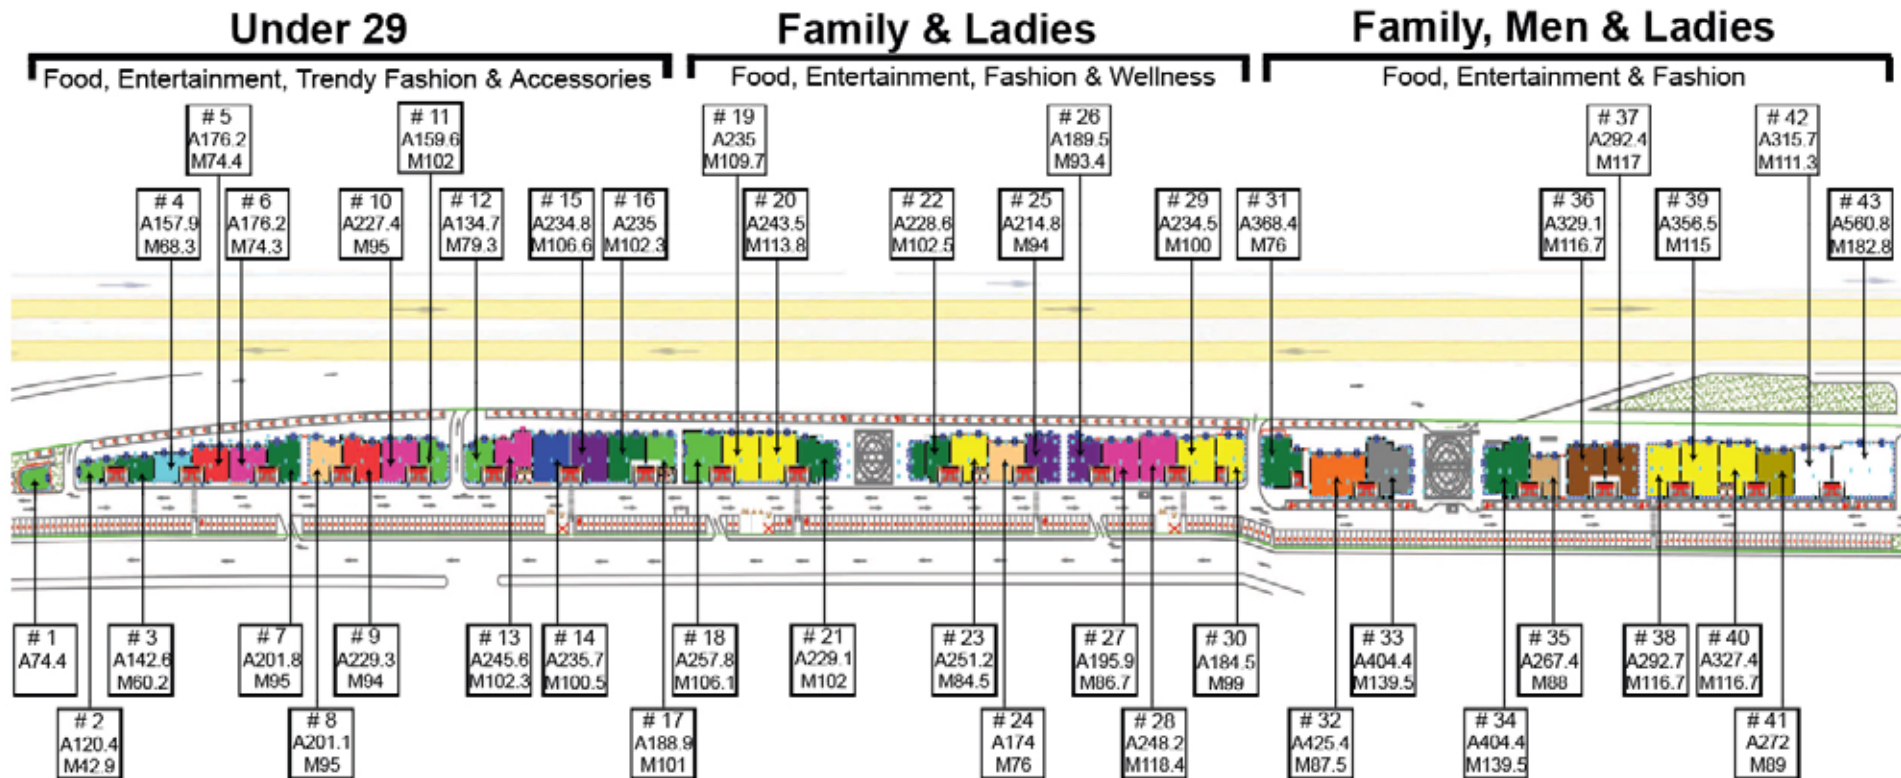 Under 29
Family & Ladies
Family, Men & Ladies
Food, Entertainment, Trendy Fashion & Accessories
Food, Entertainment, Fashion & Wellness
Food, Entertainment & Fashion
# 5
A176.2
M74.4
# 11
A159.6
M102
# 19
A235
M109.7
# 26
A189.5
M93.4
# 37
A292.4
M117
# 42
A315.7
M111.3
# 4
A157.9
M68.3
# 6
A176.2
M74.3
# 10
A227.4
M95
# 12
A134.7
M79.3
# 15
A234.8
M106.6
# 16
A235
M102.3
# 20
A243.5
M113.8
# 22
A228.6
M102.5
# 25
A214.8
M94
# 29
A234.5
M100
# 31
A368.4
M76
# 36
A329.1
M116.7
# 39
A356.5
M115
# 43
A560.8
M182.8
# 1
A74.4
# 3
A142.6
M60.2
# 7
A201.8
M95
# 9
A229.3
M94
# 13
A245.6
M102.3
# 14
A235.7
M100.5
# 18
A257.8
M106.1
# 21
A229.1
M102
# 23
A251.2
M84.5
# 27
A195.9
M86.7
# 30
A184.5
M99
# 33
A404.4
M139.5
# 35
A267.4
M88
# 38
A292.7
M116.7
# 40
A327.4
M116.7
# 2
A120.4
M42.9
# 8
A201.1
M95
# 17
A188.9
M101
# 24
A174
M76
# 28
A248.2
M118.4
# 32
A425.4
M87.5
# 34
A404.4
M139.5
# 41
A272
M89